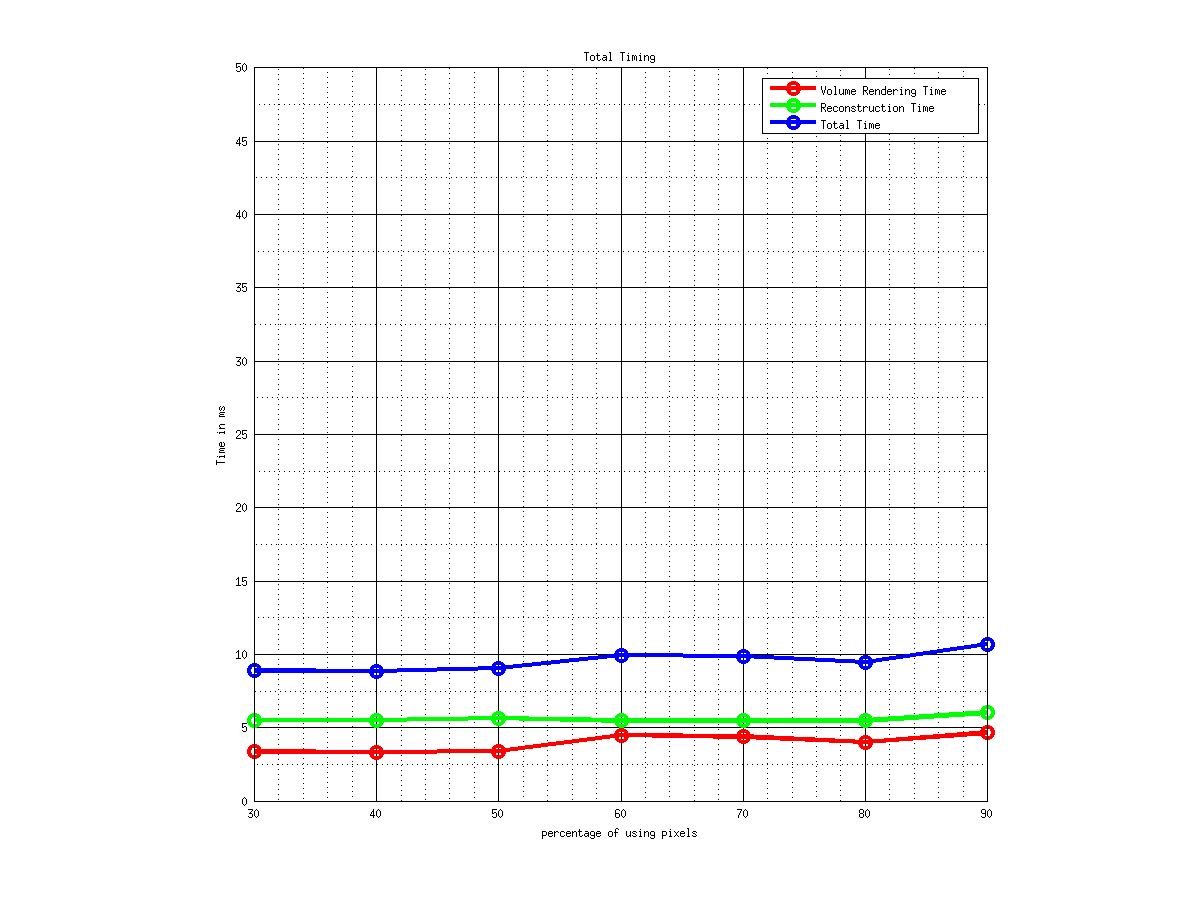 Total Timing
Volume Rendering Time
Reconstruction Time
Total Time
50
45
40
35
30
25
20
15
10
5
0
Time in ms
30 40 50 60 70 80 90
percentage of using pixels